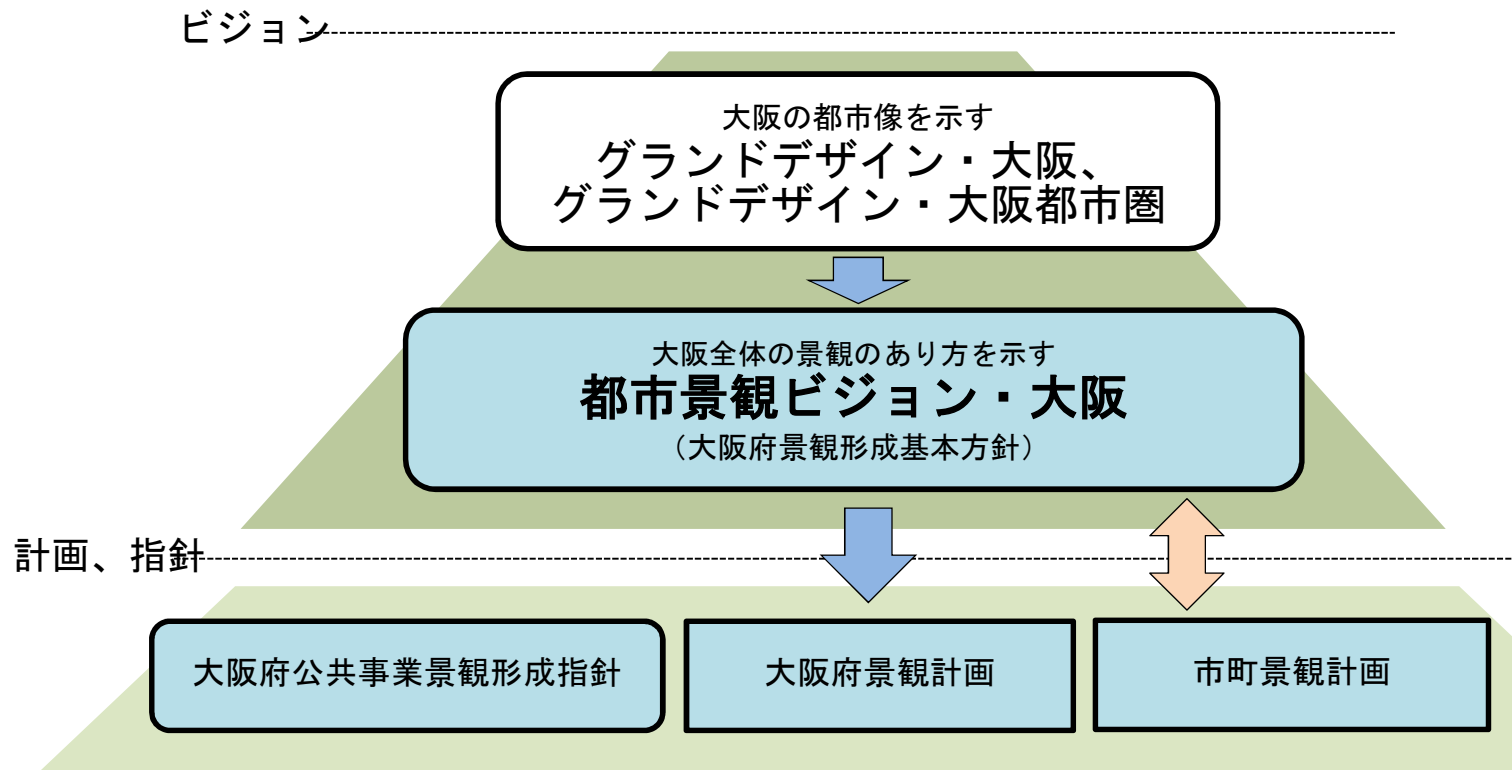 ビジョン
大阪の都市像を示す
グランドデザイン・大阪、
グランドデザイン・大阪都市圏
大阪全体の景観のあり方を示す
都市景観ビジョン・大阪
（大阪府景観形成基本方針）
計画、指針
大阪府公共事業景観形成指針
大阪府景観計画
市町景観計画